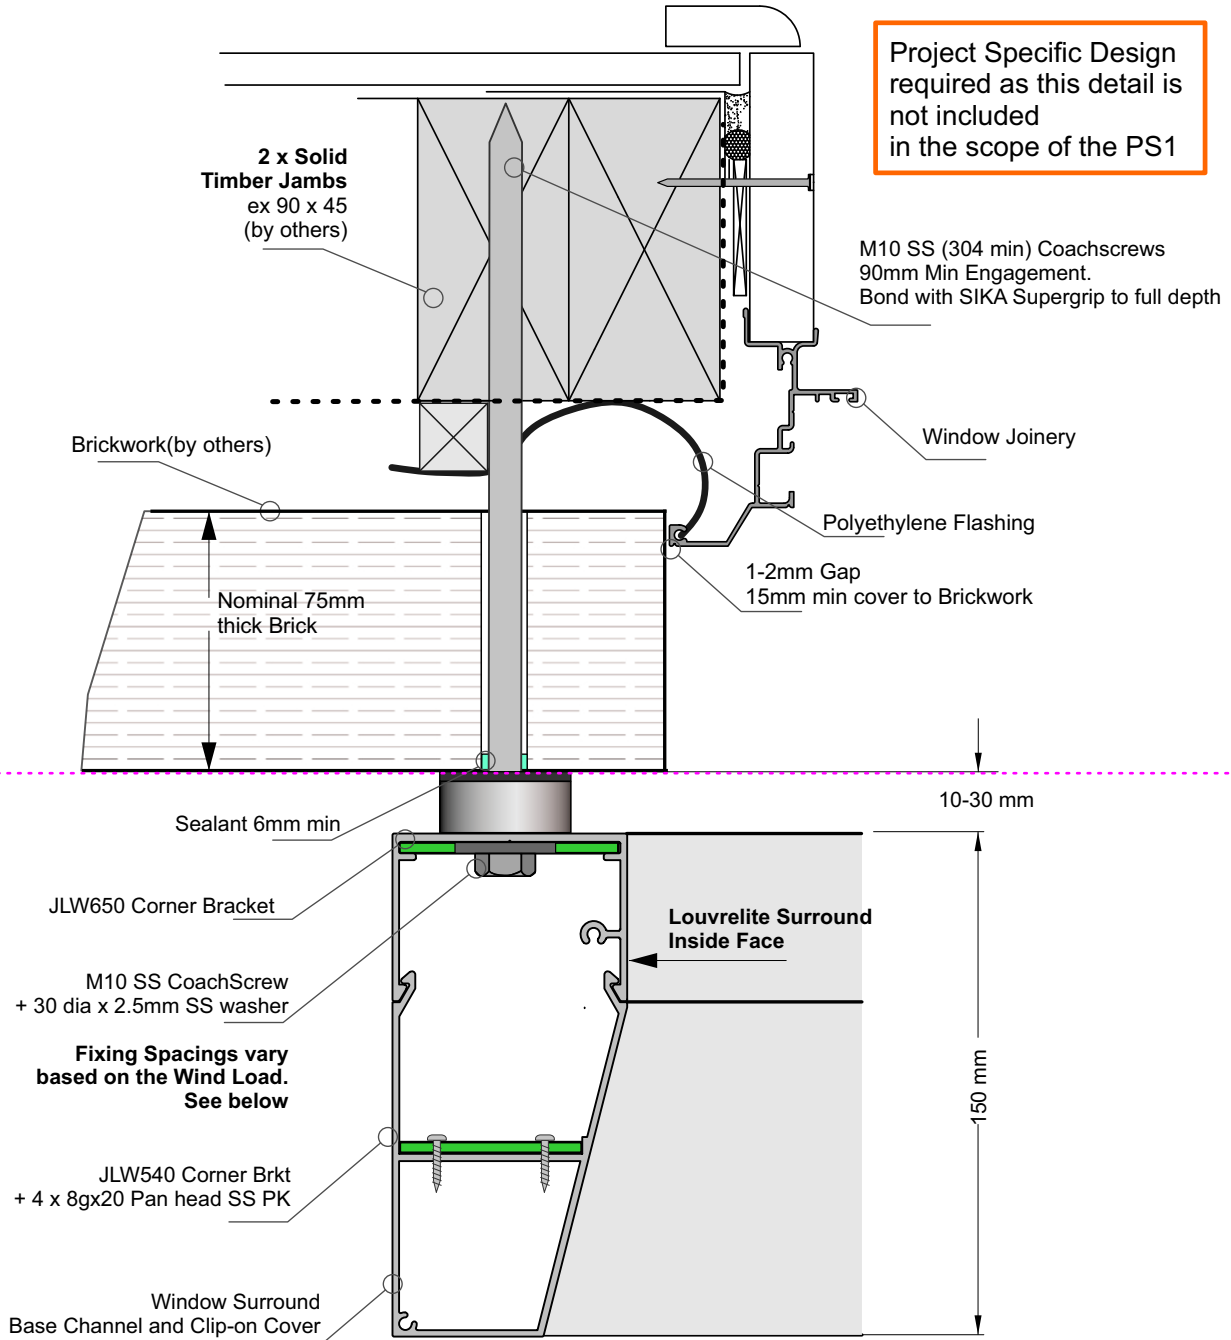 Project Specific Design
required as this detail is
not included
in the scope of the PS1
2 x Solid
Timber Jambs
ex 90 x 45
(by others)
M10 SS (304 min) Coachscrews
90mm Min Engagement.
Bond with SIKA Supergrip to full depth
Window Joinery
Brickwork(by others)
Polyethylene Flashing
1-2mm Gap
15mm min cover to Brickwork
Nominal 75mm
thick Brick
10-30 mm
Sealant 6mm min
JLW650 Corner Bracket
Louvrelite Surround
Inside Face
M10 SS CoachScrew
+ 30 dia x 2.5mm SS washer
Fixing Spacings vary
based on the Wind Load.
See below
150 mm
JLW540 Corner Brkt
+ 4 x 8gx20 Pan head SS PK
Window Surround
Base Channel and Clip-on Cover